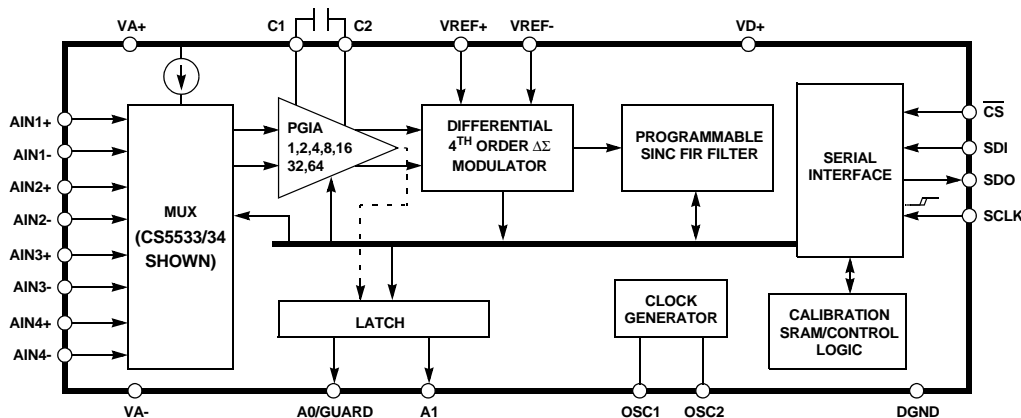 VA+
C1
C2
VREF+
VREF-
VD+
AIN1+
AIN1-
AIN2+
AIN2-
AIN3+
AIN3-
AIN4+
AIN4-
MUX
(CS5533/34
SHOWN)
PGIA
1,2,4,8,16
32,64
DIFFERENTIAL
4TH ORDER ΔΣ
MODULATOR
PROGRAMMABLE
SINC FIR FILTER
SERIAL
INTERFACE
CS
SDI
SDO
SCLK
LATCH
CLOCK
GENERATOR
CALIBRATION
SRAM/CONTROL
LOGIC
VA-
A0/GUARD
A1
OSC1
OSC2
DGND